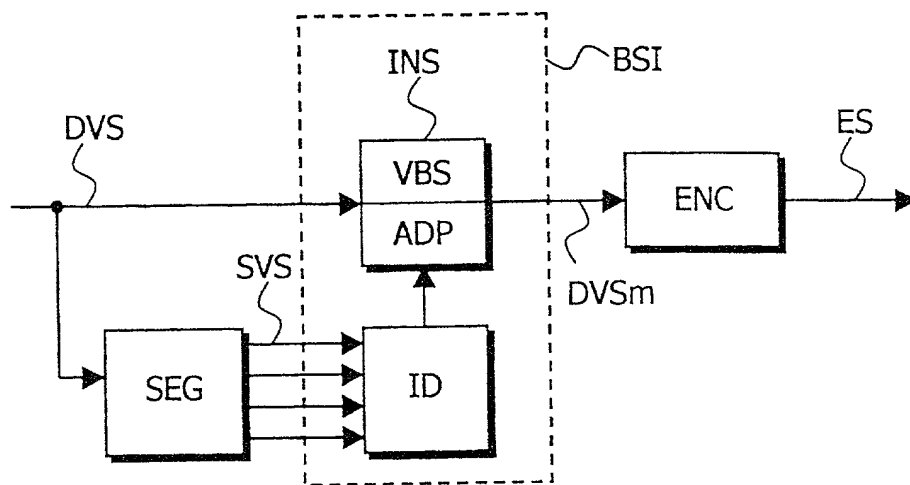 INS
BSI
DVS
ES
VBS
ADP
ENC
SVS
DVSm
SEG
ID